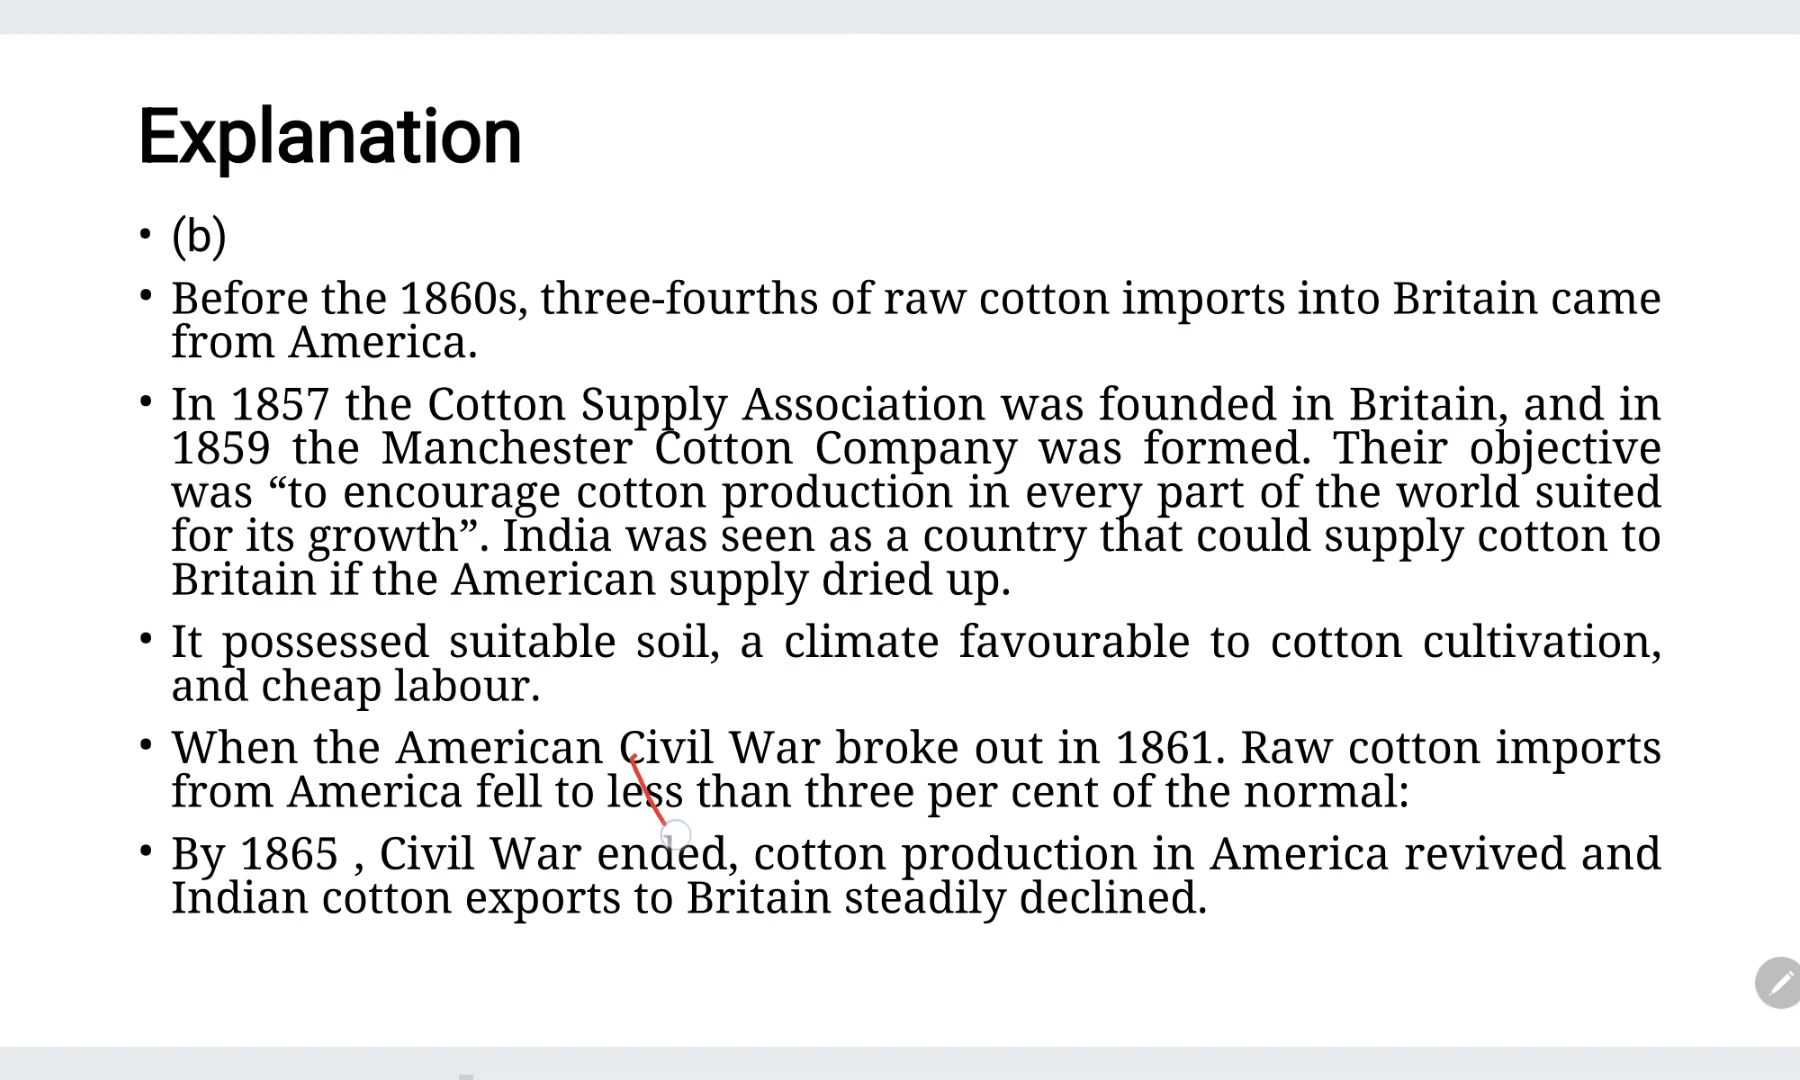 Explanation
• (b)
• Before the 1860s, three-fourths of raw cotton imports into Britain came
from America.
• In 1857 the Cotton Supply Association was founded in Britain, and in
1859 the Manchester Cotton Company was formed. Their objective
was “to encourage cotton production in every part of the world suited
for its growth”. India was seen as a country that could supply cotton to
Britain if the American supply dried up.
• It possessed suitable soil, a climate favourable to cotton cultivation,
and cheap labour.
• When the American Civil War broke out in 1861. Raw cotton imports
from America fell to less than three per cent of the normal:
• By 1865 , Civil War ended, cotton production in America revived and
Indian cotton exports to Britain steadily declined.